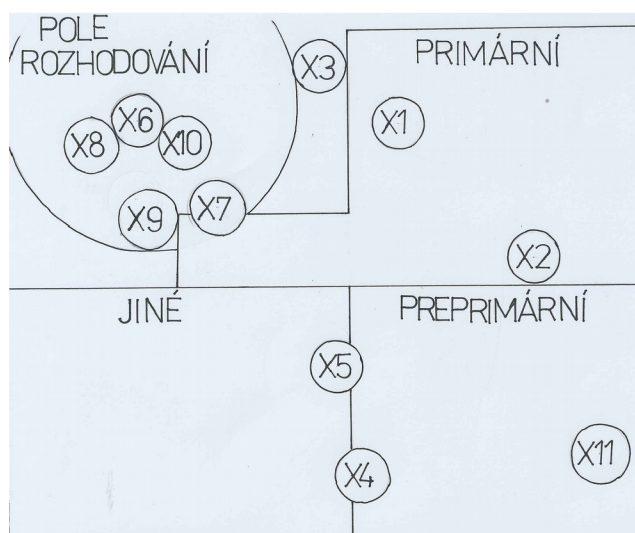 POLE
ROZHODOVÁNÍ
X3
PRIMÁRNÍ
X8
X6
X10
X1
X9
X7
X2
JINÉ
PREPRIMÁRNÍ
X5
X4
X11